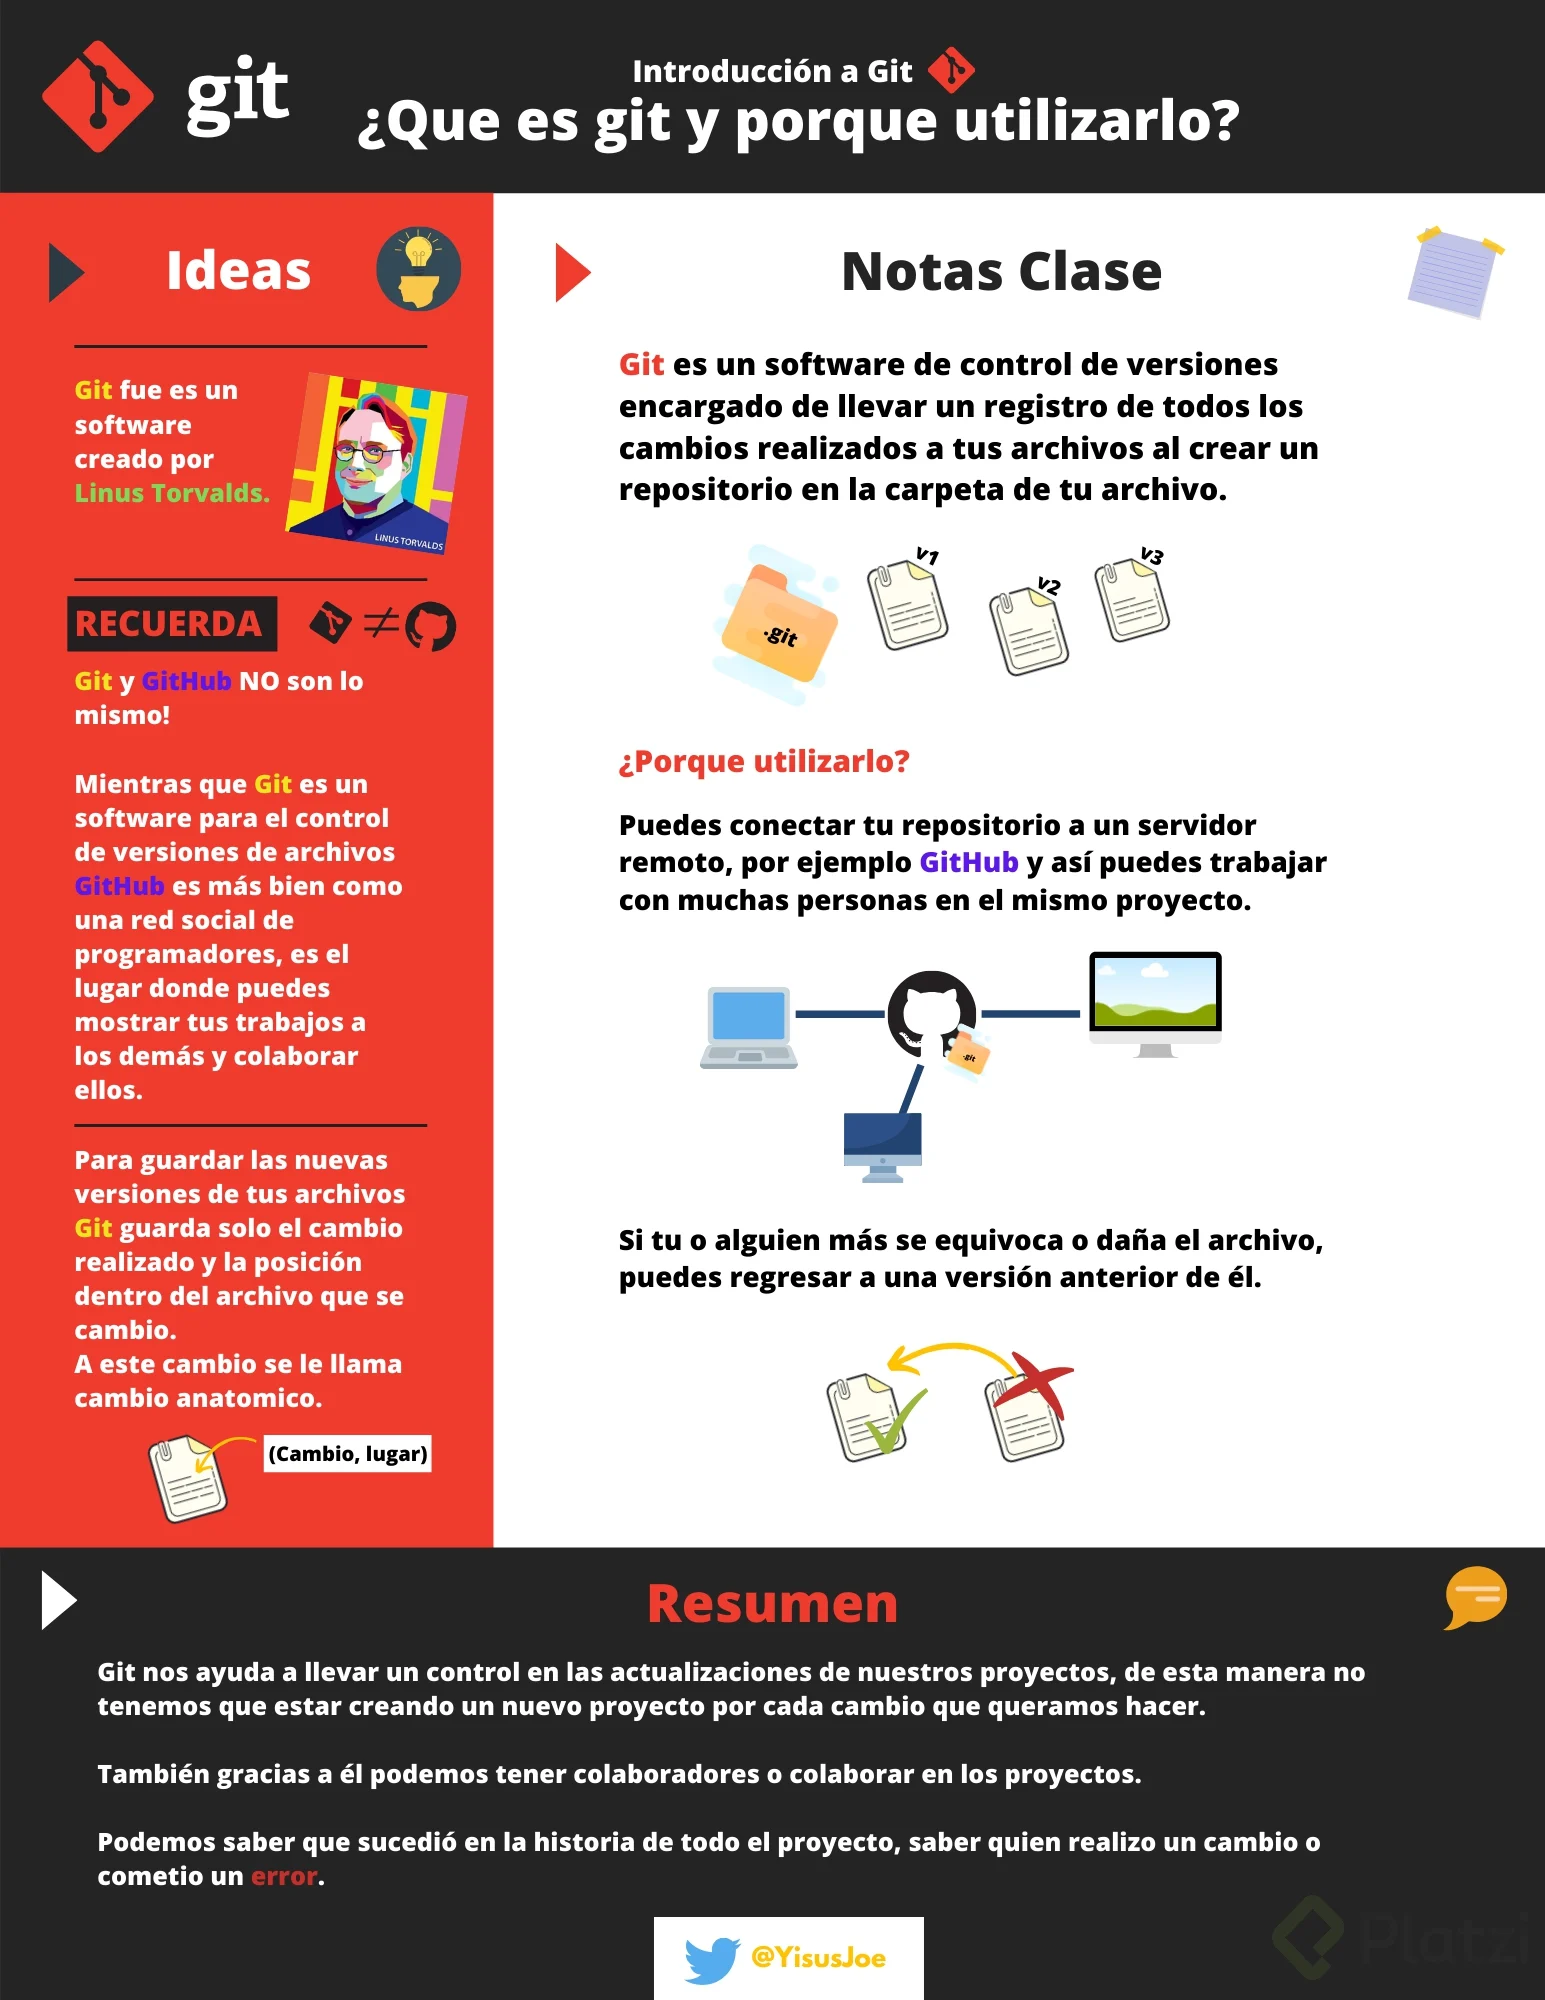 git
Introducción a Git
¿Que es git y porque utilizarlo?
Ideas
Git fue es un
software
creado por
Linus Torvalds.
LINUS TORVALDS
RECUERDA
Git y GitHub NO son lo
mismo!
Mientras que Git es un
software para el control
de versiones de archivos
GitHub es más bien como
una red social de
programadores, es el
lugar donde puedes
mostrar tus trabajos a
los demás y colaborar
ellos.
Para guardar las nuevas
versiones de tus archivos
Git guarda solo el cambio
realizado y la posición
dentro del archivo que se
cambio.
A este cambio se le llama
cambio anatomico.
(Cambio, lugar)
Notas Clase
Git es un software de control de versiones
encargado de llevar un registro de todos los
cambios realizados a tus archivos al crear un
repositorio en la carpeta de tu archivo.
.git
v1
v2
v3
¿Porque utilizarlo?
Puedes conectar tu repositorio a un servidor
remoto, por ejemplo GitHub y así puedes trabajar
con muchas personas en el mismo proyecto.
.git
Si tu o alguien más se equivoca o daña el archivo,
puedes regresar a una versión anterior de él.
Resumen
Git nos ayuda a llevar un control en las actualizaciones de nuestros proyectos, de esta manera no
tenemos que estar creando un nuevo proyecto por cada cambio que queramos hacer.
También gracias a él podemos tener colaboradores o colaborar en los proyectos.
Podemos saber que sucedió en la historia de todo el proyecto, saber quien realizo un cambio o
cometio un error.
@YisusJoe
Platzi